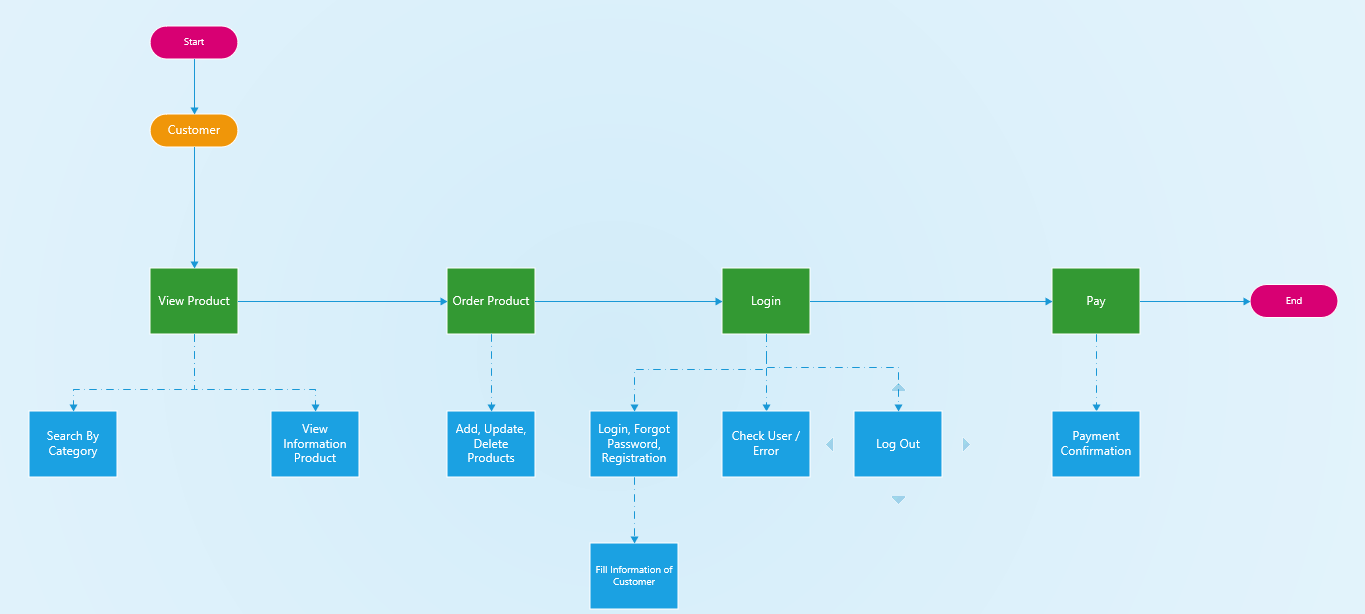 Start
Customer
View Product
Order Product
Login
Pay
End
Search By
Category
View
Information
Product
Add, Update,
Delete
Products
Login, Forgot
Password,
Registration
Check User /
Error
Log Out
Payment
Confirmation
Fill Information of
Customer